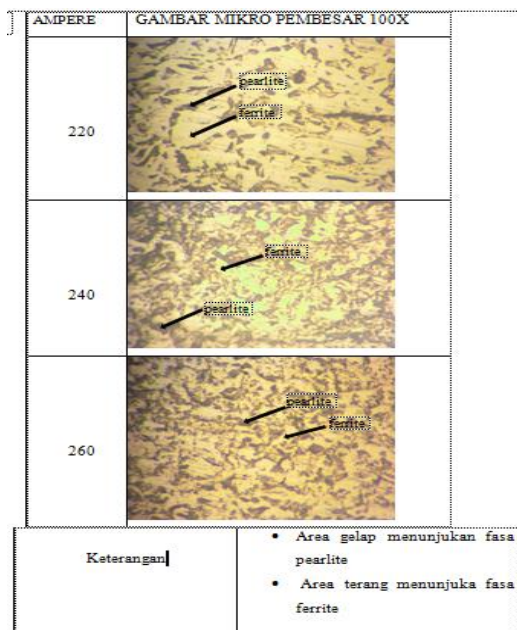 AMPERE GAMBAR MIKRO PEMBESAR 100X
220
pearlite
ferrite
240
ferrite
pearlite
260
pearlite
ferrite
Keterangan
• Area gelap menunjukan fasa
pearlite
• Area terang menunjuka fasa
ferrite